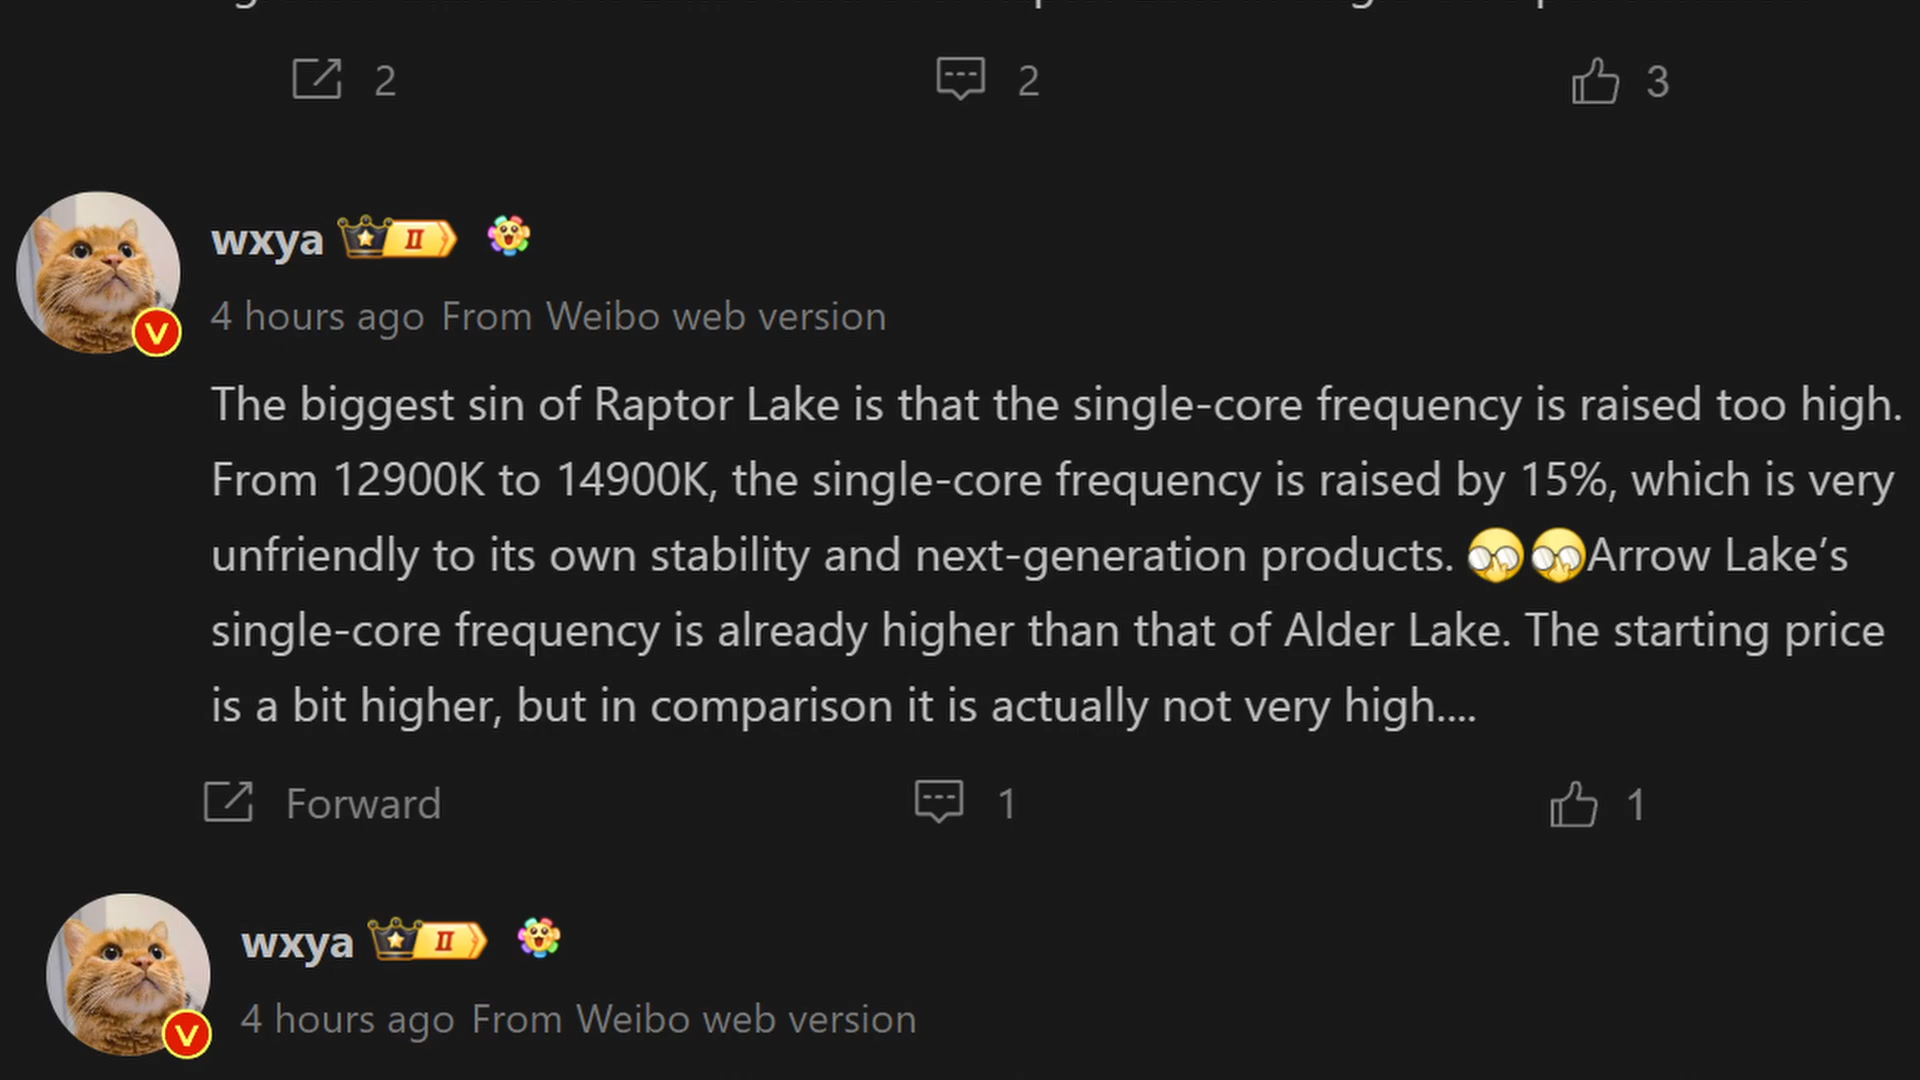 2 2 3
wxya II
4 hours ago From Weibo web version
The biggest sin of Raptor Lake is that the single-core frequency is raised too high.
From 12900K to 14900K, the single-core frequency is raised by 15%, which is very
unfriendly to its own stability and next-generation products. Arrow Lake’s
single-core frequency is already higher than that of Alder Lake. The starting price
is a bit higher, but in comparison it is actually not very high....
Forward 1 1
wxya II
4 hours ago From Weibo web version